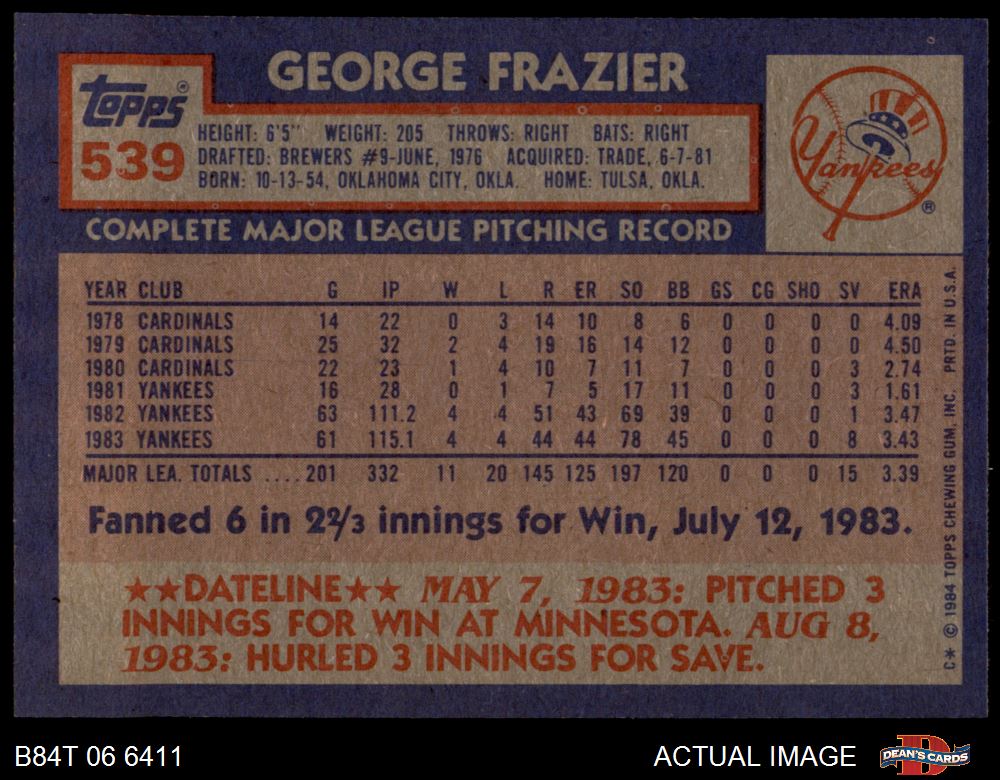 GEORGE FRAZIER
Topps®
539
HEIGHT: 6'5" WEIGHT: 205 THROWS: RIGHT BATS: RIGHT
DRAFTED: BREWERS #9-JUNE, 1976 ACQUIRED: TRADE, 6-7-81
BORN: 10-13-54, OKLAHOMA CITY, OKLA. HOME: TULSA, OKLA.
Yankees ®
COMPLETE MAJOR LEAGUE PITCHING RECORD
YEAR CLUB G IP W L R ER SO BB GS CG SHO SV ERA
1978 CARDINALS 14 22 0 3 14 10 8 6 0 0 0 0 4.09
1979 CARDINALS 25 32 2 4 19 16 14 12 0 0 0 0 4.50
1980 CARDINALS 22 23 1 4 10 7 11 7 0 0 0 3 2.74
1981 YANKEES 16 28 0 1 7 5 17 11 0 0 0 3 1.61
1982 YANKEES 63 111.2 4 4 51 43 69 39 0 0 0 1 3.47
1983 YANKEES 61 115.1 4 4 44 44 78 45 0 0 0 8 3.43
MAJOR LEA. TOTALS ....201 332 11 20 145 125 197 120 0 0 0 15 3.39
Fanned 6 in 2⅔ innings for Win, July 12, 1983.
★★DATELINE★★ MAY 7, 1983: PITCHED 3
INNINGS FOR WIN AT MINNESOTA. AUG 8,
1983: HURLED 3 INNINGS FOR SAVE.
C* © 1984 TOPPS CHEWING GUM, INC. PRTD. IN U.S.A.
B84T 06 6411
ACTUAL IMAGE
D
DEAN'S CARDS